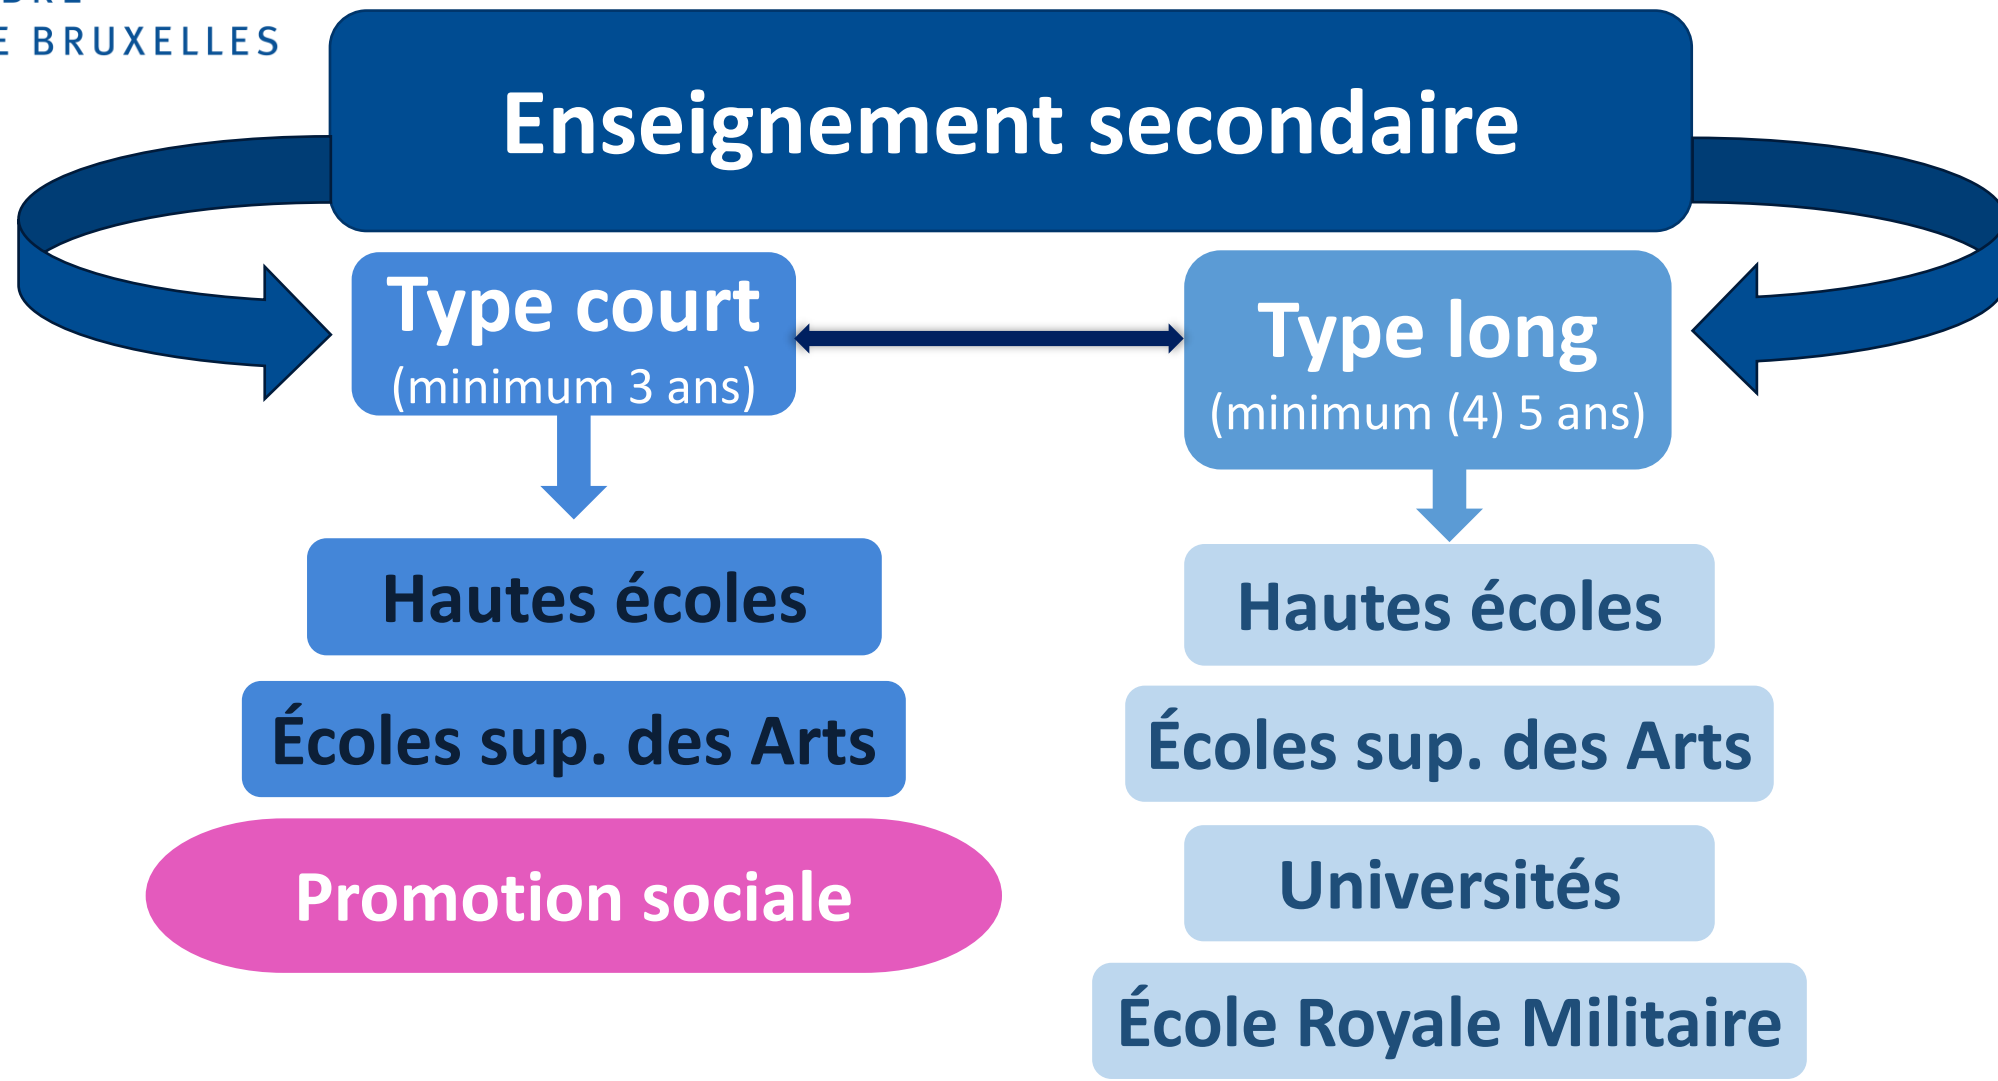 E BRUXELLES
Enseignement secondaire
Type court
(minimum 3 ans)
Type long
(minimum (4) 5 ans)
Hautes écoles
Écoles sup. des Arts
Promotion sociale
Hautes écoles
Écoles sup. des Arts
Universités
École Royale Militaire